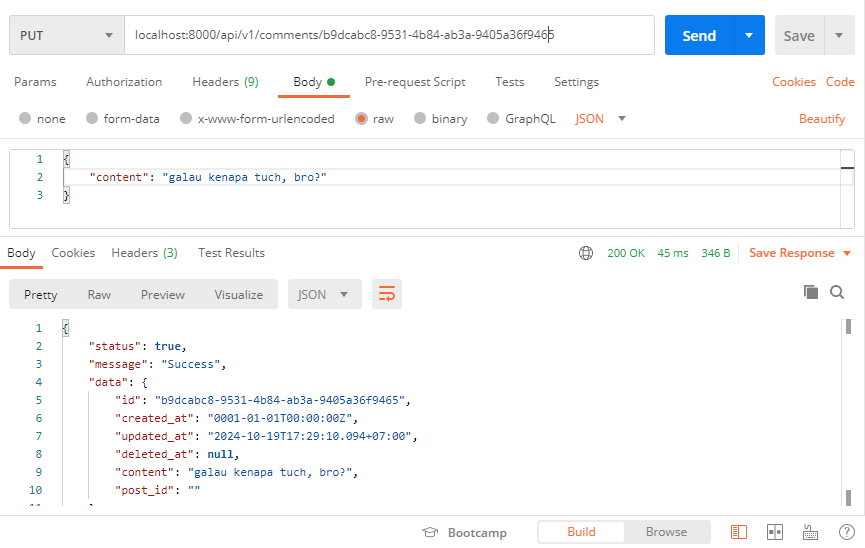 PUT localhost:8000/api/v1/comments/b9dcabc8-9531-4b84-ab3a-9405a36f9465 Send Save
Params Authorization Headers (9) Body Pre-request Script Tests Settings Cookies Code
none form-data x-www-form-urlencoded raw binary GraphQL JSON Beautify
1 {
2 "content": "galau kenapa tuch, bro?"
3 }
Body Cookies Headers (3) Test Results 200 OK 45 ms 346 B Save Response
Pretty Raw Preview Visualize JSON
1 {
2 "status": true,
3 "message": "Success",
4 "data": {
5 "id": "b9dcabc8-9531-4b84-ab3a-9405a36f9465",
6 "created_at": "0001-01-01T00:00:00Z",
7 "updated_at": "2024-10-19T17:29:10.094+07:00",
8 "deleted_at": null,
9 "content": "galau kenapa tuch, bro?",
10 "post_id": ""
Bootcamp Build Browse